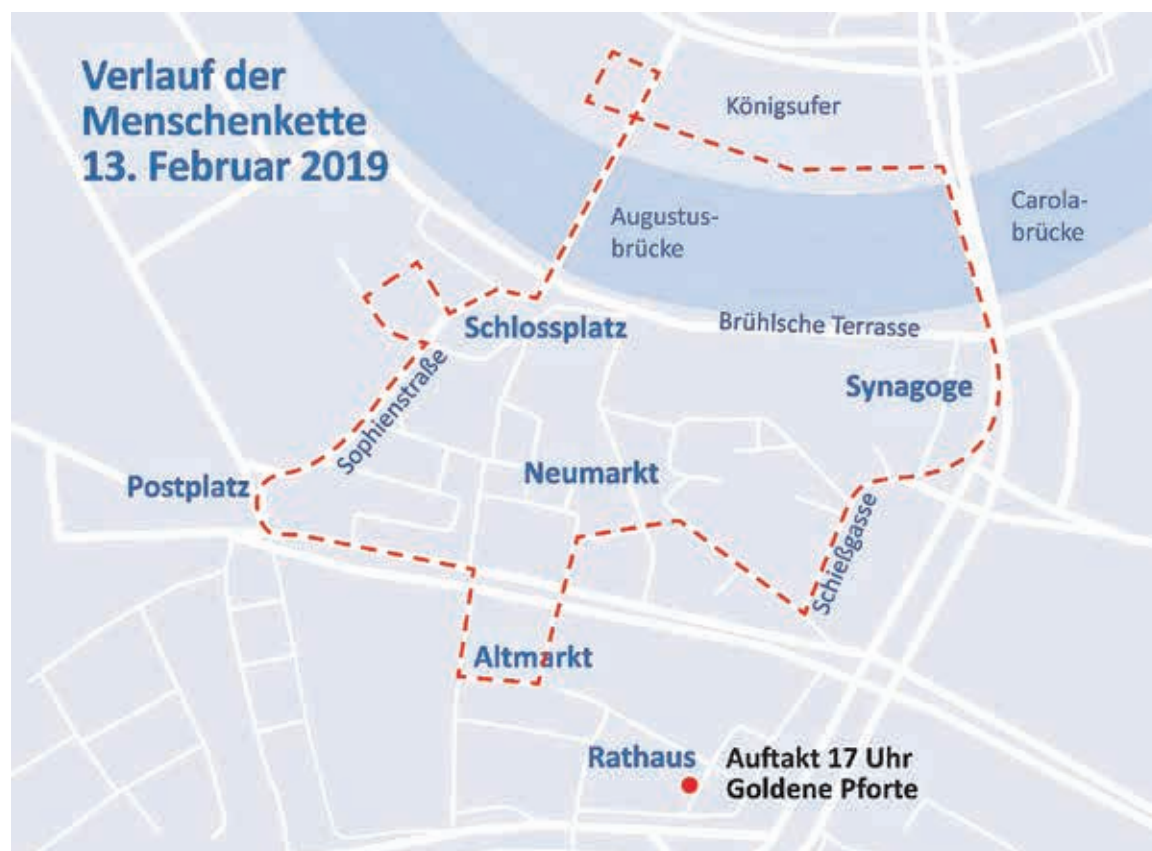 Verlauf der
Menschenkette
13. Februar 2019
Königsufer
Augustus-
brücke
Carola-
brücke
Schlossplatz
Brühlsche Terrasse
Synagoge
Sophienstraße
Neumarkt
Postplatz
Schießgasse
Altmarkt
Rathaus
Auftakt 17 Uhr
Goldene Pforte